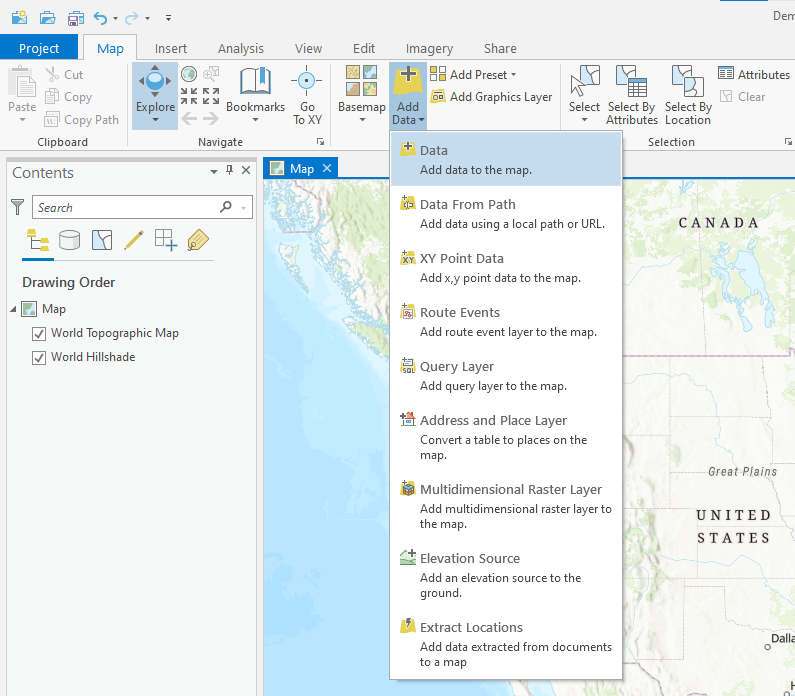 Dem
Project Map Insert Analysis View Edit Imagery Share
Paste
Cut
Copy
Copy Path
Clipboard
Explore
Bookmarks
Go
To XY
Navigate
Basemap
Add
Data
Add Preset
Add Graphics Layer
Select
Select By
Attributes
Select By
Location
Attributes
Clear
Selection
Contents
Search
Drawing Order
Map
World Topographic Map
World Hillshade
Map
Data
Add data to the map.
Data From Path
Add data using a local path or URL.
XY Point Data
Add x,y point data to the map.
Route Events
Add route event layer to the map.
Query Layer
Add query layer to the map.
Address and Place Layer
Convert a table to places on the
map.
Multidimensional Raster Layer
Add multidimensional raster layer to
the map.
Elevation Source
Add an elevation source to the
ground.
Extract Locations
Add data extracted from documents
to a map
CANADA
Great Plains
UNITED
STATES
Dalla